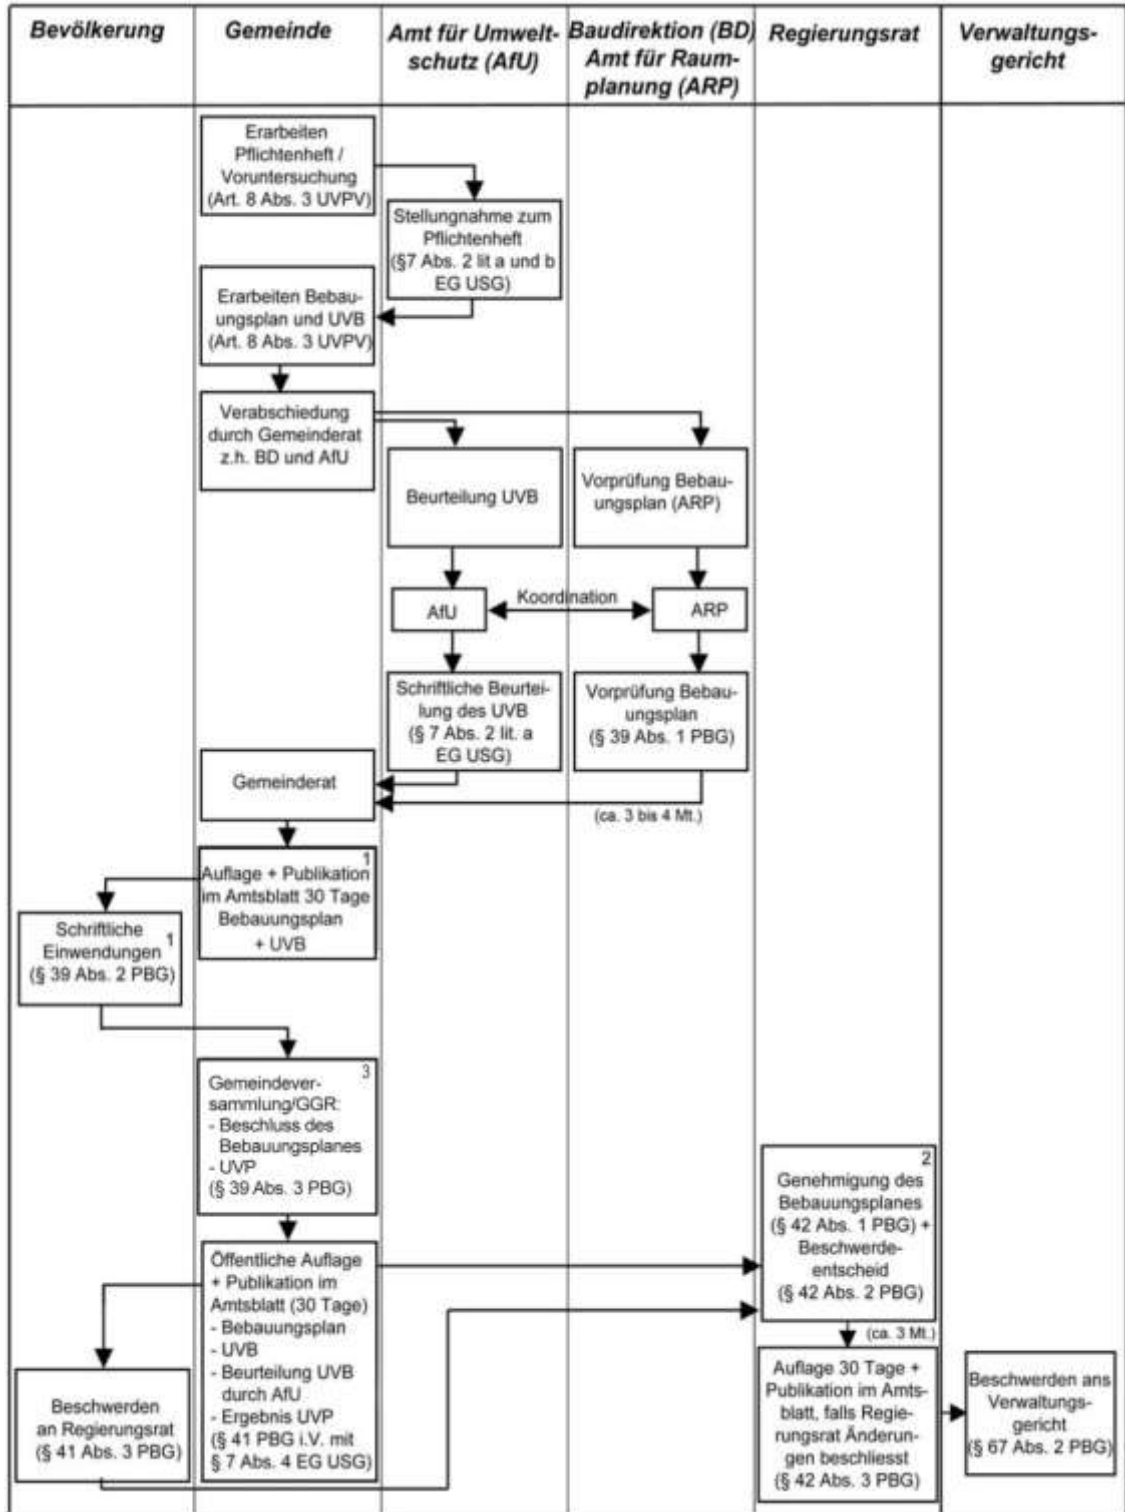 Bevölkerung
Gemeinde
Amt für Umwelt-
schutz (AfU)
Baudirektion (BD)
Amt für Raum-
planung (ARP)
Regierungsrat
Verwaltungs-
gericht
Erarbeiten
Pflichtenheft /
Voruntersuchung
(Art. 8 Abs. 3 UVPV)
Stellungnahme zum
Pflichtenheft
(§7 Abs. 2 lit a und b
EG USG)
Erarbeiten Bebau-
ungsplan und UVB
(Art. 8 Abs. 3 UVPV)
Verabschiedung
durch Gemeinderat
z.h. BD und AfU
Beurteilung UVB
Vorprüfung Bebau-
ungsplan (ARP)
AfU
Koordination
ARP
Schriftliche Beurtei-
lung des UVB
(§ 7 Abs. 2 lit. a
EG USG)
Vorprüfung Bebau-
ungsplan
(§ 39 Abs. 1 PBG)
Gemeinderat
(ca. 3 bis 4 Mt.)
1
Auflage + Publikation
im Amtsblatt 30 Tage
Bebauungsplan
+ UVB
Schriftliche
Einwendungen 1
(§ 39 Abs. 2 PBG)
3
Gemeindever-
sammlung/GGR:
- Beschluss des
Bebauungsplanes
- UVP
(§ 39 Abs. 3 PBG)
2
Genehmigung des
Bebauungsplanes
(§ 42 Abs. 1 PBG) +
Beschwerde-
entscheid
(§ 42 Abs. 2 PBG)
Öffentliche Auflage
+ Publikation im
Amtsblatt (30 Tage)
- Bebauungsplan
- UVB
- Beurteilung UVB
durch AfU
- Ergebnis UVP
(§ 41 PBG i.V. mit
§ 7 Abs. 4 EG USG)
(ca. 3 Mt.)
Beschwerden
an Regierungsrat
(§ 41 Abs. 3 PBG)
Auflage 30 Tage +
Publikation im Amts-
blatt, falls Regie-
rungsrat Änderun-
gen beschliesst
(§ 42 Abs. 3 PBG)
Beschwerden ans
Verwaltungs-
gericht
(§ 67 Abs. 2 PBG)